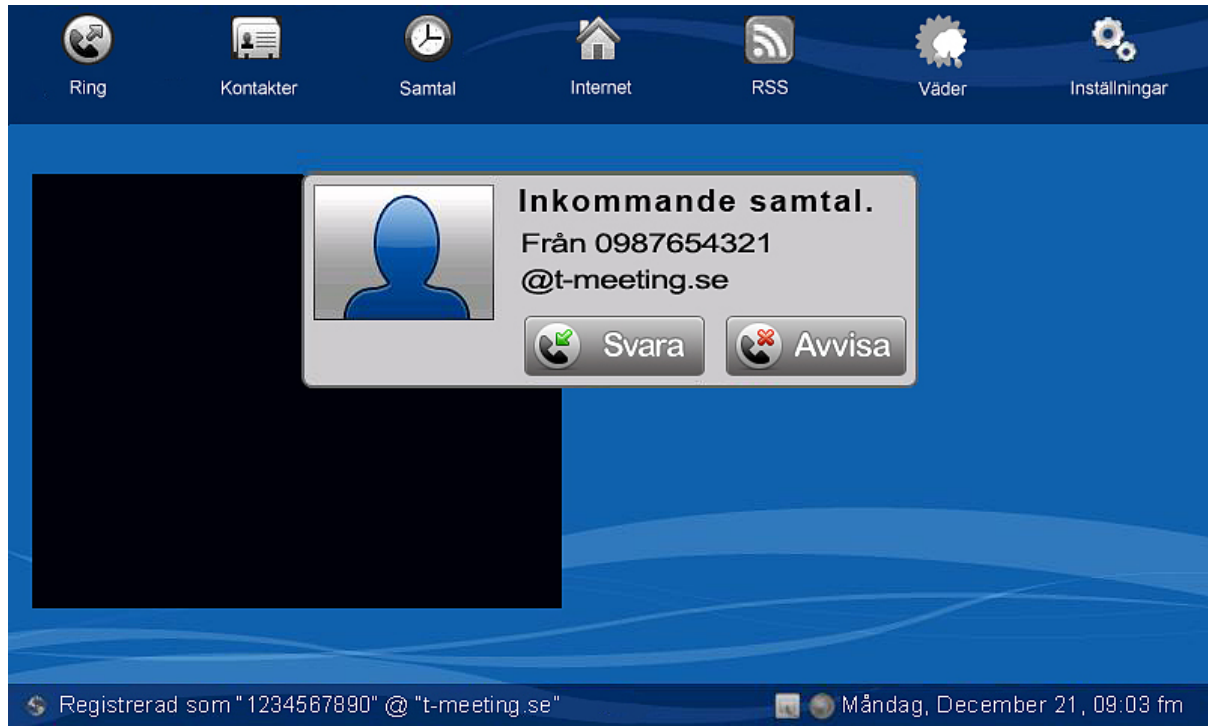 Ring
Kontakter
Samtal
Internet
RSS
Väder
Inställningar
Inkommande samtal.
Från 0987654321
@t-meeting.se
Svara
Avvisa
Registrerad som "1234567890" @ "t-meeting.se"
Måndag, December 21, 09:03 fm